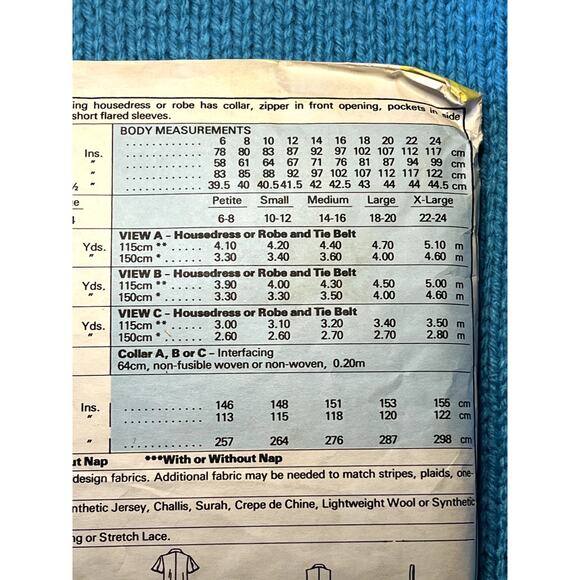 ing housedress or robe has collar, zipper in front opening, pockets in side
short flared sleeves.
BODY MEASUREMENTS
6 8 10 12 14 16 18 20 22 24
Ins. 78 80 83 87 92 97 102 107 112 117 cm
" 58 61 64 67 71 76 81 87 94 99 cm
" 83 85 88 92 97 102 107 112 117 122 cm
½ " 39.5 40 40.5 41.5 42 42.5 43 44 44 44.5 cm
e Petite Small Medium Large X-Large
6-8 10-12 14-16 18-20 22-24
VIEW A – Housedress or Robe and Tie Belt
Yds. 115cm ** ...... 4.10 4.20 4.40 4.70 5.10 m
" 150cm * ....... 3.30 3.40 3.60 4.00 4.60 m
VIEW B – Housedress or Robe and Tie Belt
Yds. 115cm ** ...... 3.90 4.00 4.30 4.50 5.00 m
" 150cm * ....... 3.30 3.30 3.50 4.00 4.60 m
VIEW C – Housedress or Robe and Tie Belt
Yds. 115cm ** ...... 3.00 3.10 3.20 3.40 3.50 m
" 150cm * ....... 2.60 2.60 2.70 2.70 2.80 m
Collar A, B or C – Interfacing
64cm, non-fusible woven or non-woven, 0.20m
Ins. 146 148 151 153 155 cm
" 113 115 118 120 122 cm
" 257 264 276 287 298 cm
ut Nap ***With or Without Nap
design fabrics. Additional fabric may be needed to match stripes, plaids, one-
nthetic Jersey, Challis, Surah, Crepe de Chine, Lightweight Wool or Synthetic
ng or Stretch Lace.